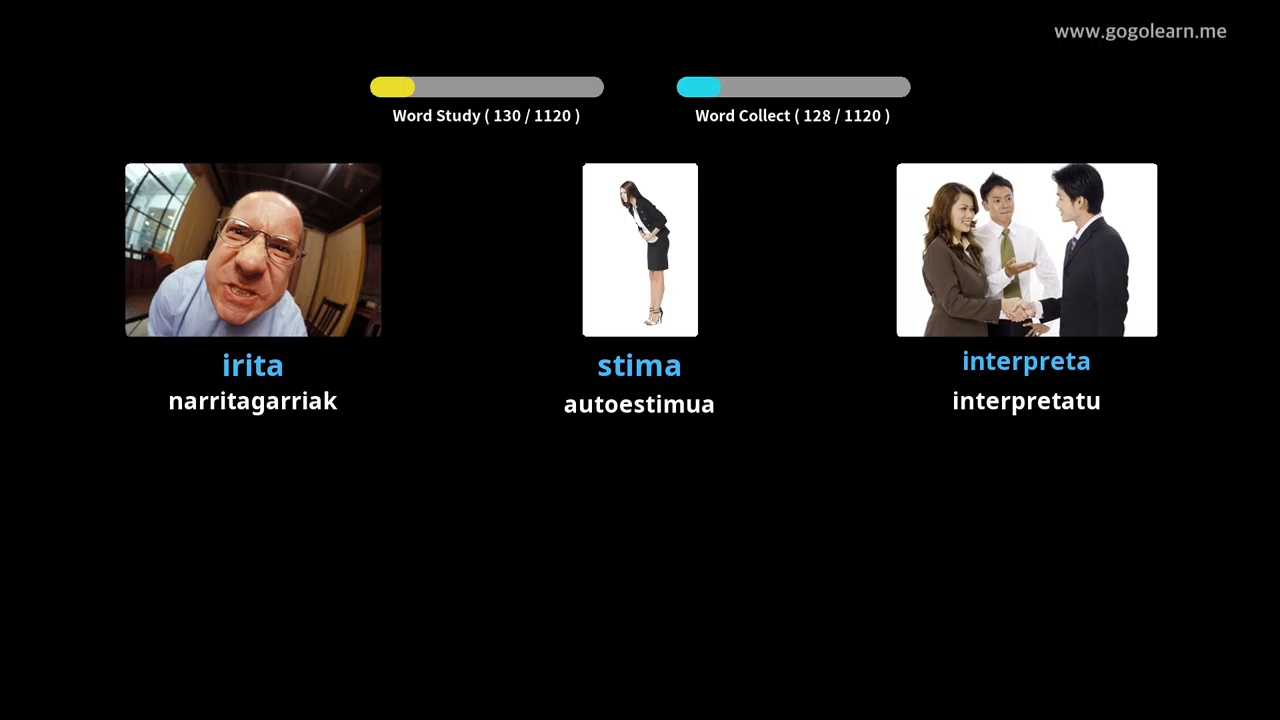 www.gogolearn.me
Word Study ( 130 / 1120 )
Word Collect ( 128 / 1120 )
irita
narritagarriak
stima
autoestimua
interpreta
interpretatu